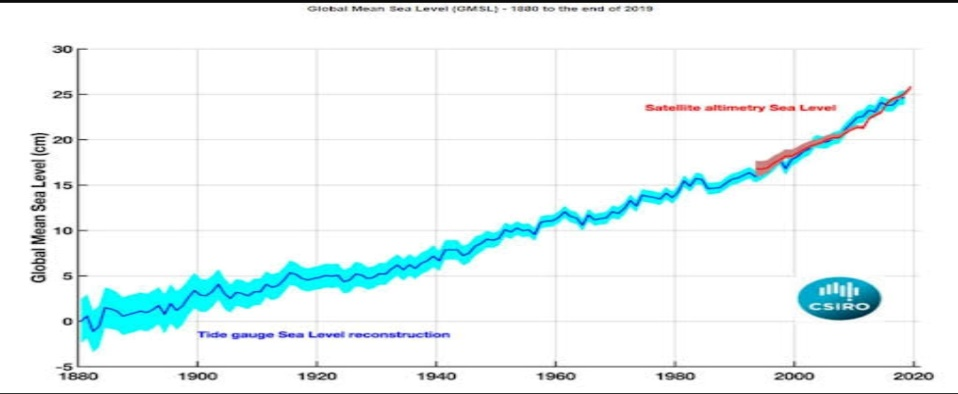 Global Mean Sea Level (GMSL) - 1880 to the end of 2019
30
25
20
15
10
5
0
-5
Global Mean Sea Level (cm)
Satellite altimetry Sea Level
Tide gauge Sea Level reconstruction
CSIRO
1880 1900 1920 1940 1960 1980 2000 2020